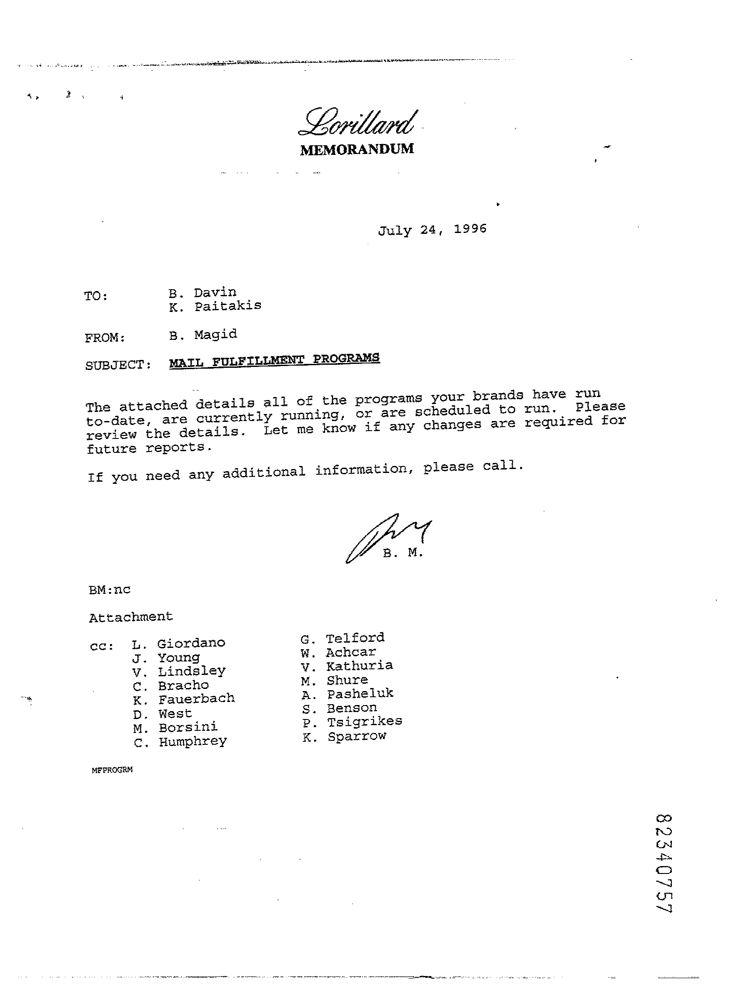 Lorillard
MEMORANDUM
July 24, 1996
TO: B. Davin
K. Paitakis
FROM: B. Magid
SUBJECT: MAIL FULFILLMENT PROGRAMS
The attached details all of the programs your brands have run
to-date, are currently running, or are scheduled to run. Please
review the details. Let me know if any changes are required for
future reports.
If you need any additional information, please call.
B. M.
BM:nc
Attachment
cc: L. Giordano
J. Young
V. Lindsley
C. Bracho
K. Fauerbach
D. West
M. Borsini
C. Humphrey
G. Telford
W. Achcar
V. Kathuria
M. Shure
A. Pasheluk
S. Benson
P. Tsigrikes
K. Sparrow
MFPROGRM
82340757